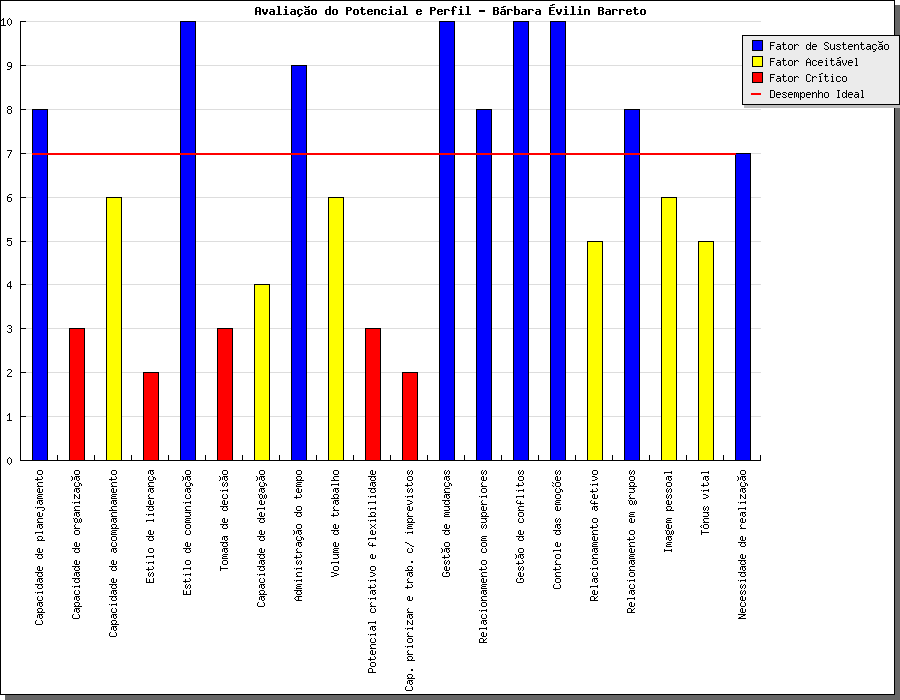 Avaliação do Potencial e Perfil - Bárbara Évilin Barreto
Fator de Sustentação
Fator Aceitável
Fator Crítico
Desempenho Ideal
10
9
8
7
6
5
4
3
2
1
0
Capacidade de planejamento
Capacidade de organização
Capacidade de acompanhamento
Estilo de liderança
Estilo de comunicação
Tomada de decisão
Capacidade de delegação
Administração do tempo
Volume de trabalho
Potencial criativo e flexibilidade
Cap. priorizar e trab. c/ imprevistos
Gestão de mudanças
Relacionamento com superiores
Gestão de conflitos
Controle das emoções
Relacionamento afetivo
Relacionamento em grupos
Imagem pessoal
Tônus vital
Necessidade de realização